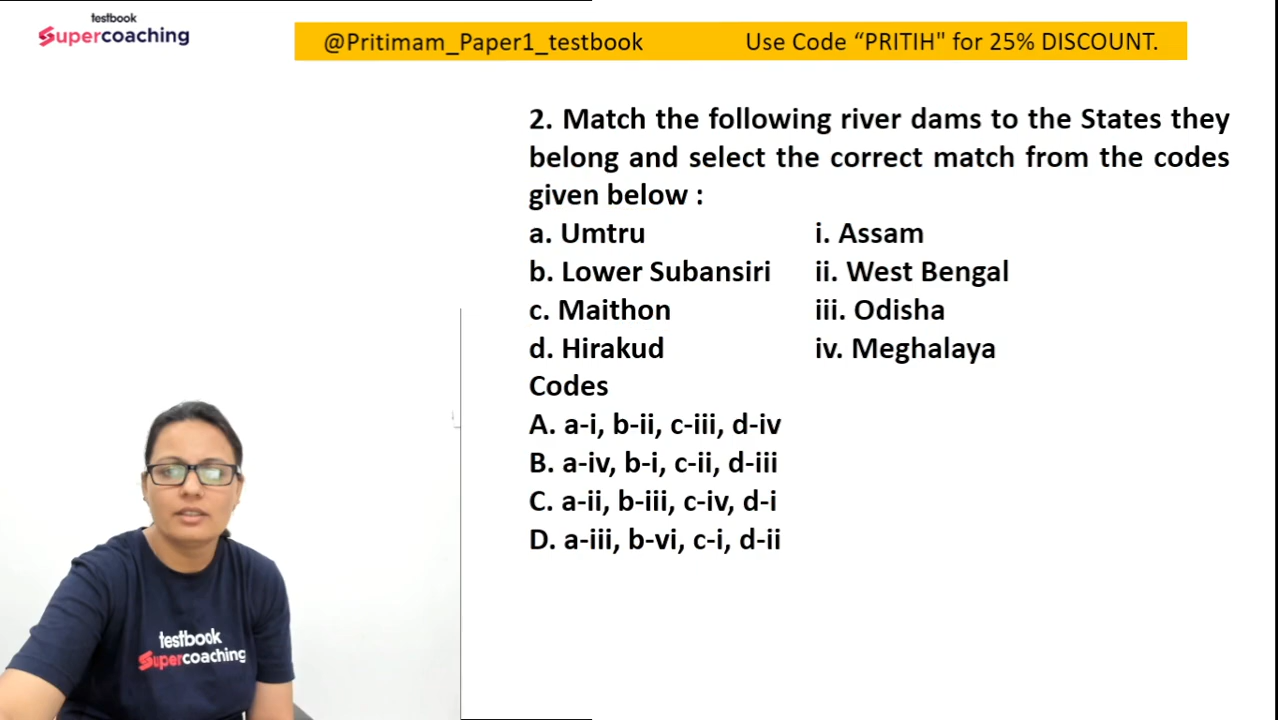 testbook
Supercoaching
@Pritimam_Paper1_testbook Use Code “PRITIH" for 25% DISCOUNT.
2. Match the following river dams to the States they
belong and select the correct match from the codes
given below :
a. Umtru i. Assam
b. Lower Subansiri ii. West Bengal
c. Maithon iii. Odisha
d. Hirakud iv. Meghalaya
Codes
A. a-i, b-ii, c-iii, d-iv
B. a-iv, b-i, c-ii, d-iii
C. a-ii, b-iii, c-iv, d-i
D. a-iii, b-vi, c-i, d-ii
testbook
Supercoaching